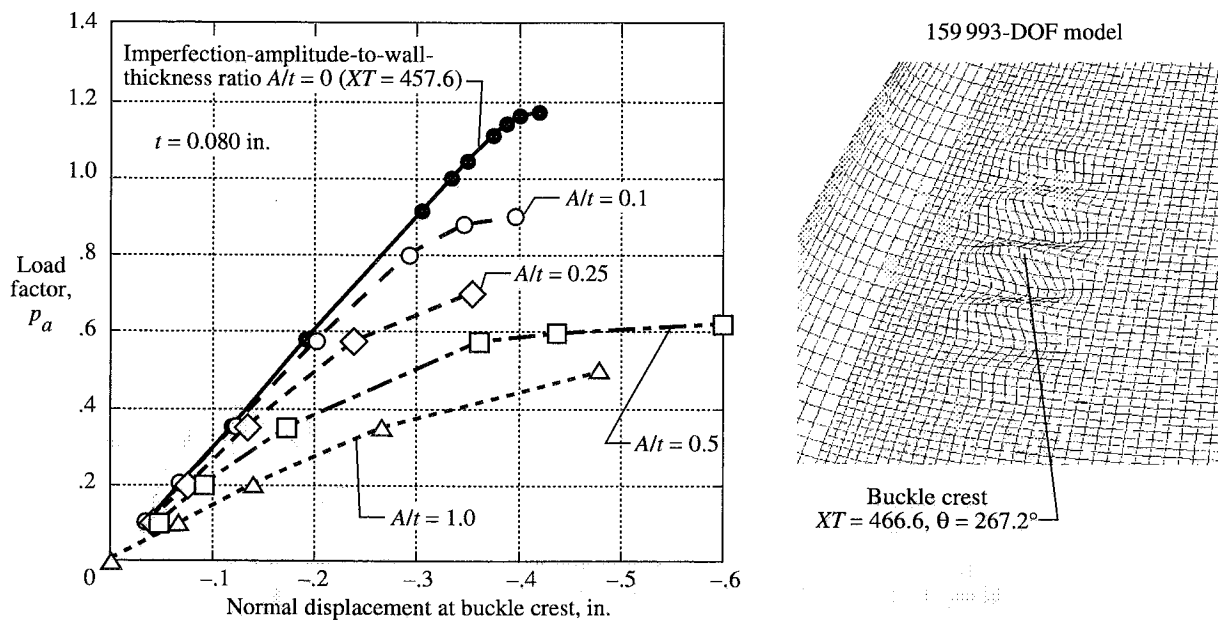 1.4
1.2
1.0
.8
.6
.4
.2
0
Load
factor,
pₐ
Imperfection-amplitude-to-wall-
thickness ratio A/t = 0 (XT = 457.6)
t = 0.080 in.
A/t = 0.1
A/t = 0.25
A/t = 0.5
A/t = 1.0
–.1
–.2
–.3
–.4
–.5
–.6
Normal displacement at buckle crest, in.
159 993-DOF model
Buckle crest
XT = 466.6, θ = 267.2°